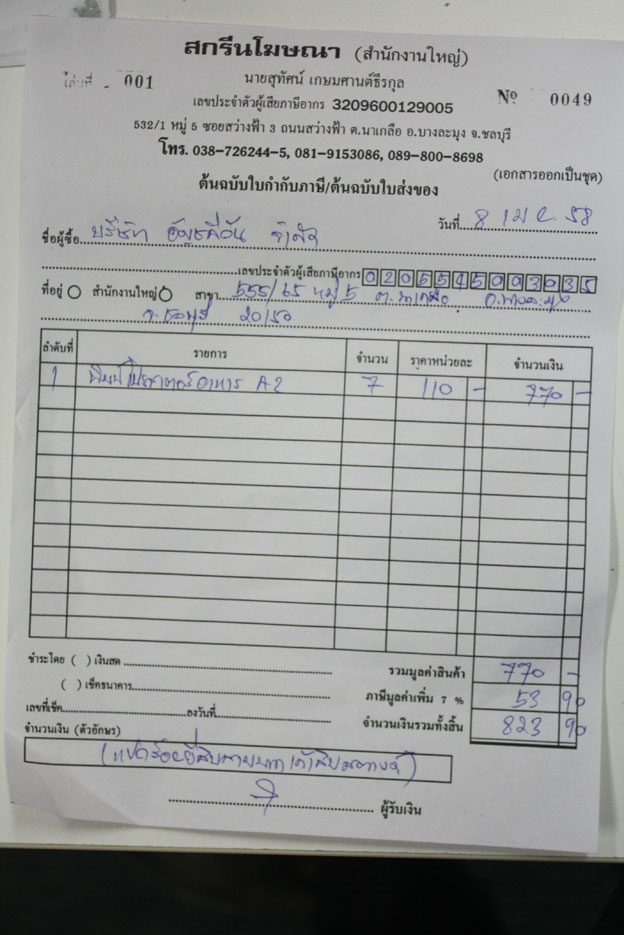 สกรีนโฆษณา (สำนักงานใหญ่)
นายสุทัศน์ เกษมศานต์ธีรกุล
เล่มที่ 001 Nº 0049
เลขประจำตัวผู้เสียภาษีอากร 3209600129005
532/1 หมู่ 5 ซอยสว่างฟ้า 3 ถนนสว่างฟ้า ต.นาเกลือ อ.บางละมุง จ.ชลบุรี
โทร. 038-726244-5, 081-9153086, 089-800-8698
(เอกสารออกเป็นชุด)
ต้นฉบับใบกำกับภาษี/ต้นฉบับใบส่งของ
วันที่ 8 เม.ย. 58
ชื่อผู้ซื้อ บริษัท จำกัด
เลขประจำตัวผู้เสียภาษีอากร 0205545003035
ที่อยู่ สำนักงานใหญ่ สาขา 555/65 หมู่ 5 ต.นาเกลือ อ.บางละมุง
จ.ชลบุรี 20150
ลำดับที่ รายการ จำนวน ราคาหน่วยละ จำนวนเงิน
1 พิมพ์โปสเตอร์อาหาร A2 7 110 - 770 -
ชำระโดย ( ) เงินสด รวมมูลค่าสินค้า 770 -
( ) เช็คธนาคาร ภาษีมูลค่าเพิ่ม 7 % 53 90
เลขที่เช็ค ลงวันที่ จำนวนเงินรวมทั้งสิ้น 823 90
จำนวนเงิน (ตัวอักษร)
(แปดร้อยยี่สิบสามบาทเก้าสิบสตางค์)
ผู้รับเงิน